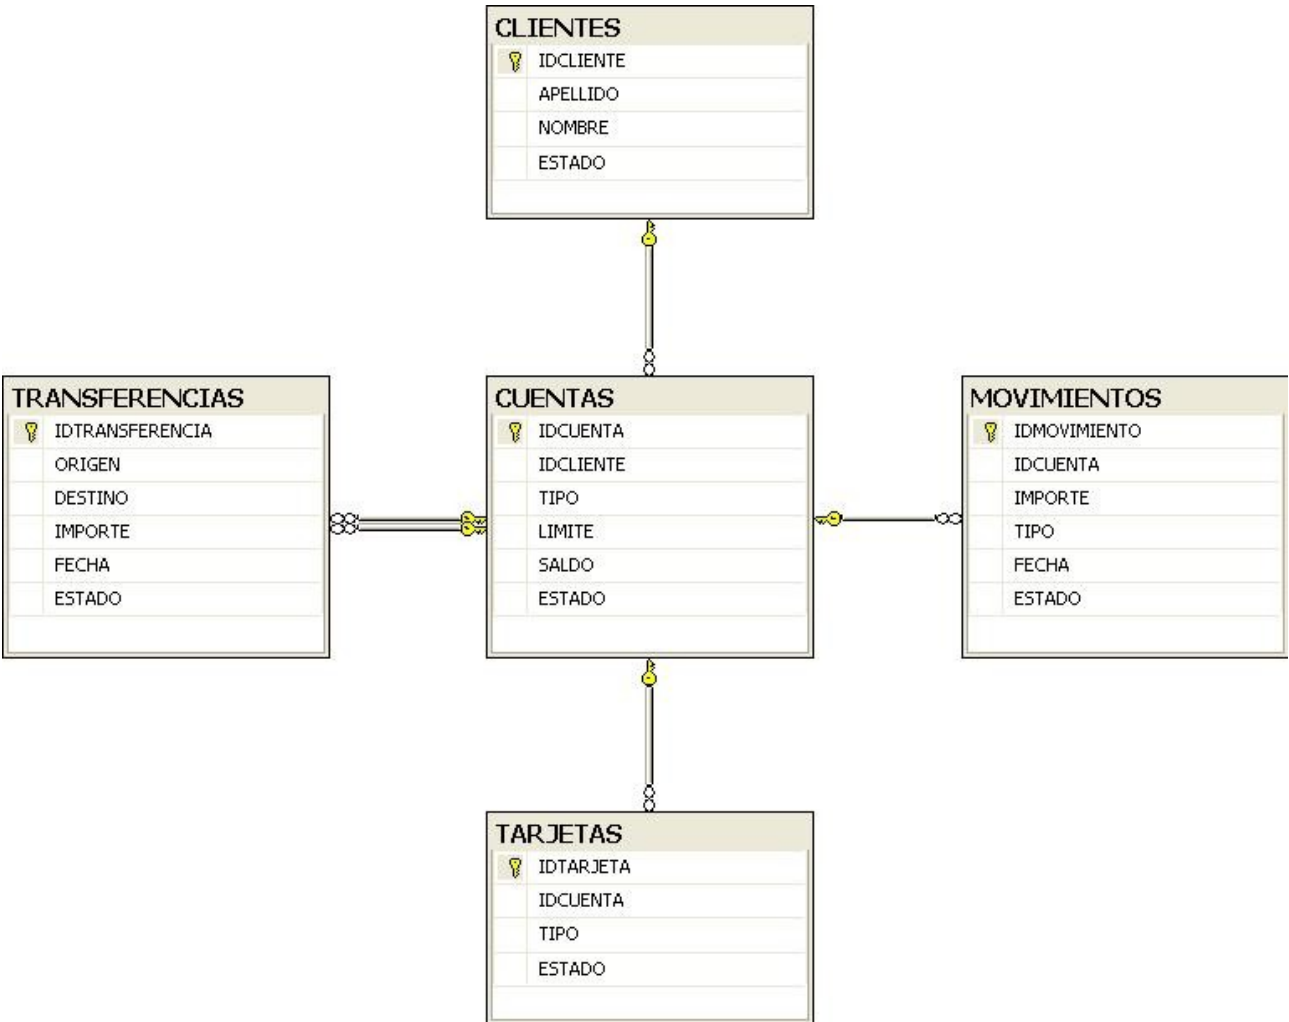 CLIENTES
IDCLIENTE
APELLIDO
NOMBRE
ESTADO
TRANSFERENCIAS
IDTRANSFERENCIA
ORIGEN
DESTINO
IMPORTE
FECHA
ESTADO
CUENTAS
IDCUENTA
IDCLIENTE
TIPO
LIMITE
SALDO
ESTADO
MOVIMIENTOS
IDMOVIMIENTO
IDCUENTA
IMPORTE
TIPO
FECHA
ESTADO
TARJETAS
IDTARJETA
IDCUENTA
TIPO
ESTADO